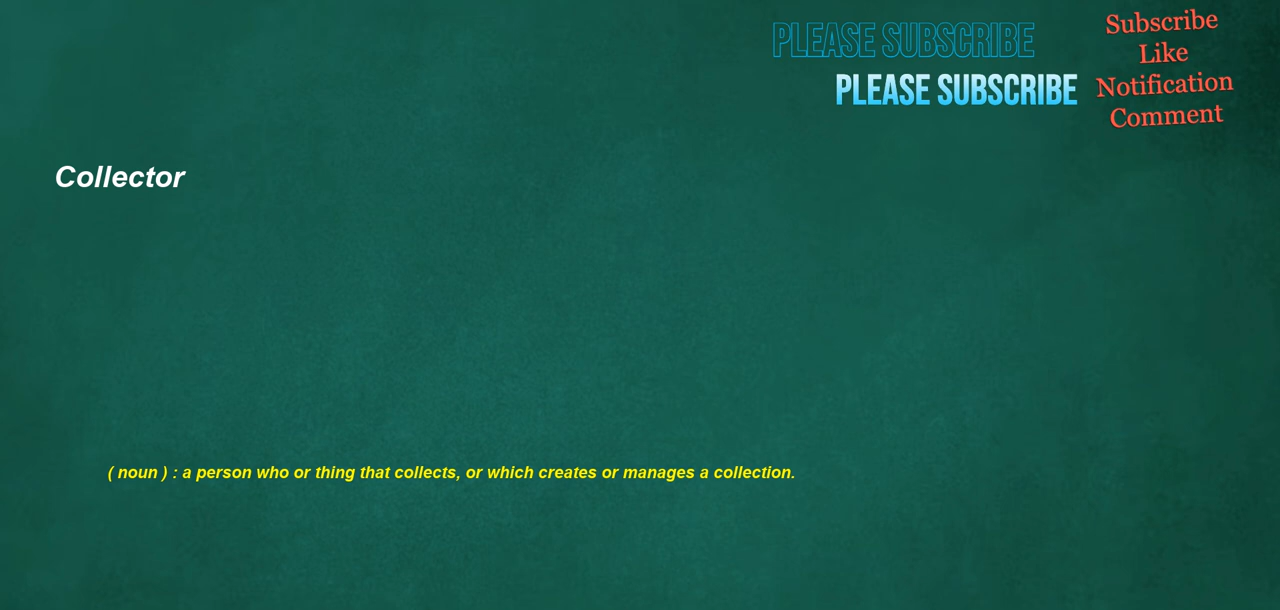 PLEASE SUBSCRIBE
PLEASE SUBSCRIBE
Subscribe
Like
Notification
Comment
Collector
( noun ) : a person who or thing that collects, or which creates or manages a collection.